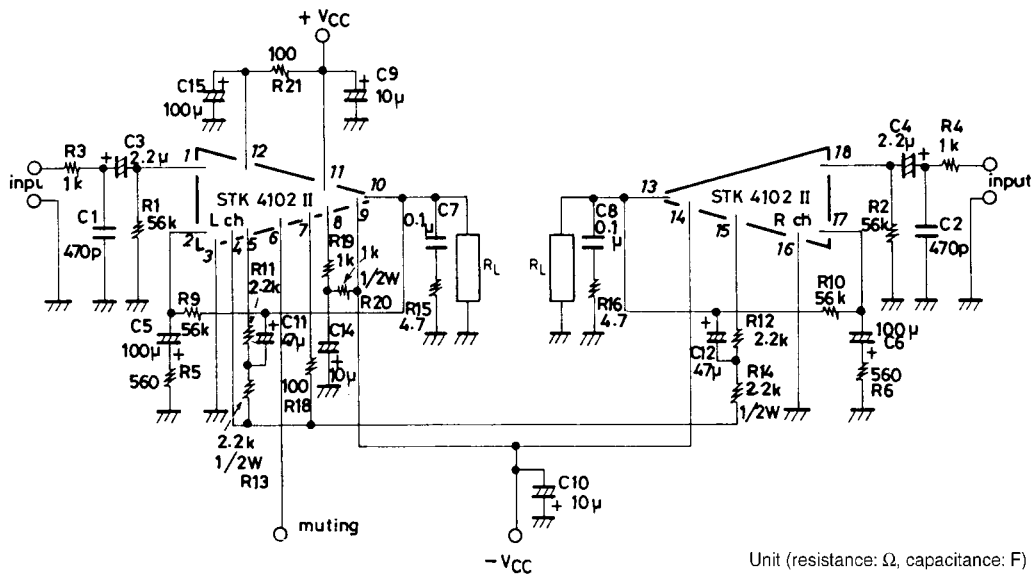 + VCC
100
R21
C15
+
100µ
C9
+
10µ
R3
1k
C3
+
2.2µ
1
12
11
10
input
C1
470p
R1
56k
STK 4102 II
L ch
2
3
4
5
6
7
8
9
R11
2.2k
R19
1k
1k
1/2W
R20
0.1µ
C7
RL
R15
4.7
R9
56k
C5
100µ
+
R5
560
C11
47µ
C14
+
10µ
100
R18
2.2k
1/2W
R13
muting
13
14
15
16
17
18
STK 4102 II
R ch
C8
0.1
µ
RL
R16
4.7
C4
2.2µ
+
R4
1k
input
R2
56k
C2
470p
R10
56k
100µ
C6
+
560
R6
+
C12
47µ
R12
2.2k
R14
2.2k
1/2W
C10
+ 10µ
− VCC
Unit (resistance: Ω, capacitance: F)